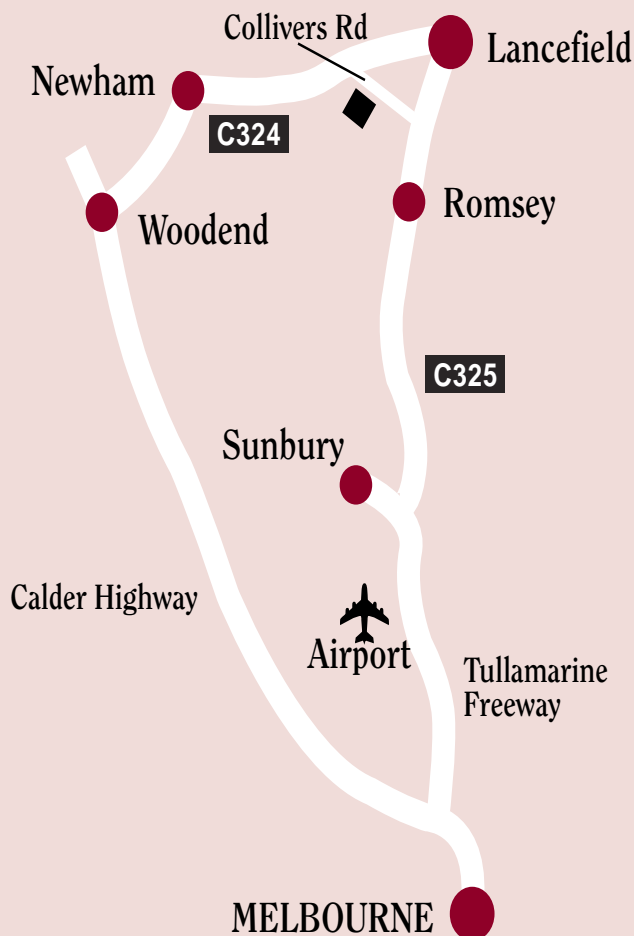 Collivers Rd
Lancefield
Newham
C324
Romsey
Woodend
C325
Sunbury
Calder Highway
Airport
Tullamarine
Freeway
MELBOURNE